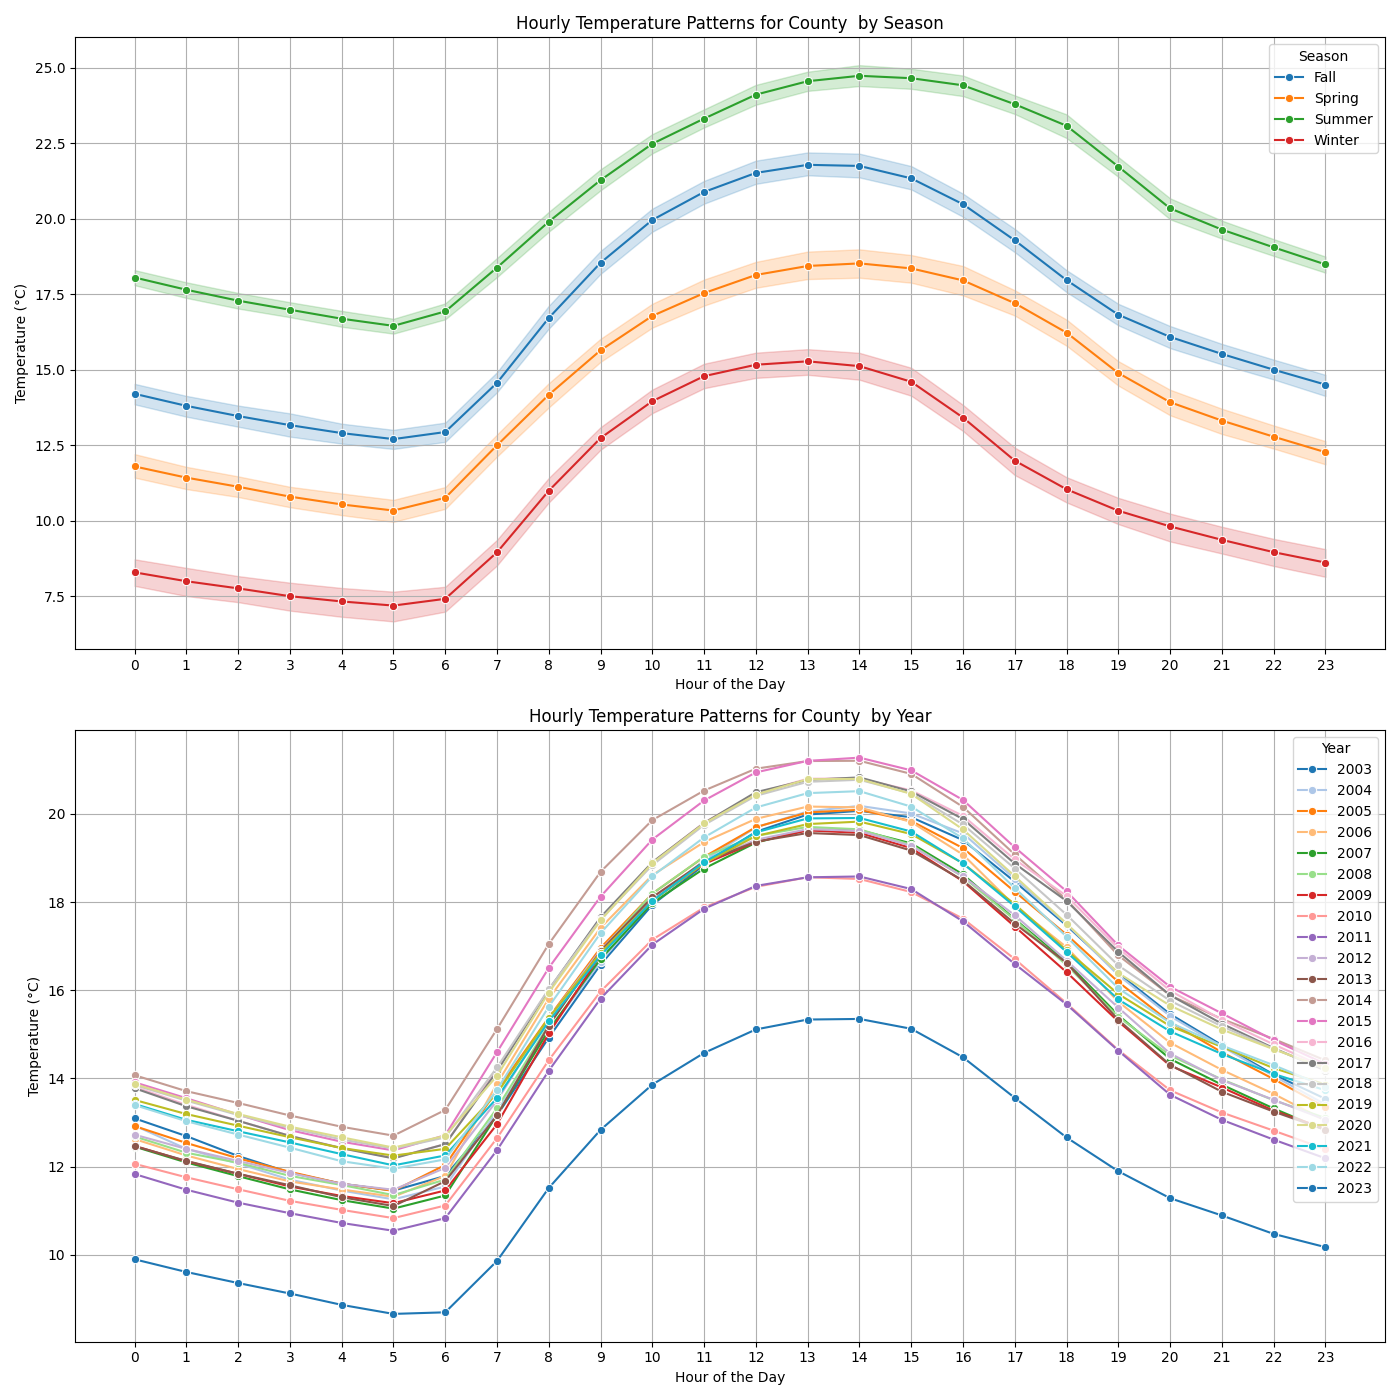 Hourly Temperature Patterns for County  by Season
Temperature (°C)
25.0
22.5
20.0
17.5
15.0
12.5
10.0
7.5
Season
Fall
Spring
Summer
Winter
0 1 2 3 4 5 6 7 8 9 10 11 12 13 14 15 16 17 18 19 20 21 22 23
Hour of the Day
Hourly Temperature Patterns for County  by Year
Temperature (°C)
20
18
16
14
12
10
Year
2003
2004
2005
2006
2007
2008
2009
2010
2011
2012
2013
2014
2015
2016
2017
2018
2019
2020
2021
2022
2023
0 1 2 3 4 5 6 7 8 9 10 11 12 13 14 15 16 17 18 19 20 21 22 23
Hour of the Day